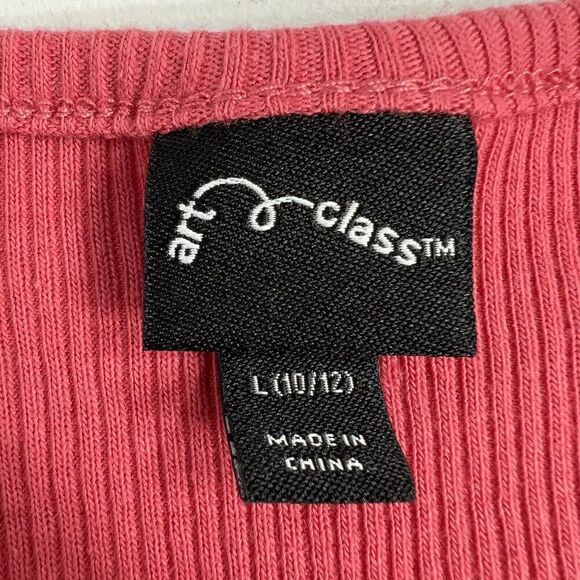 art class™
L (10/12)
MADE IN
CHINA